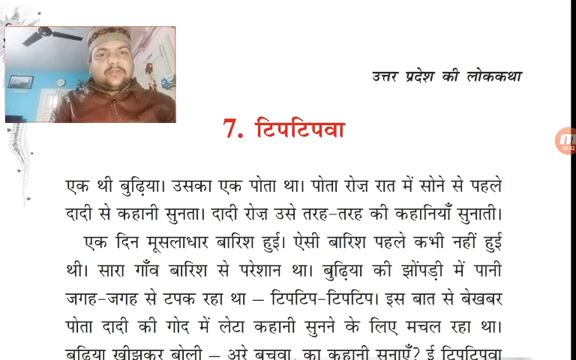 उत्तर प्रदेश की लोककथा
7. टिपटिपवा
एक थी बुढ़िया। उसका एक पोता था। पोता रोज़ रात में सोने से पहले
दादी से कहानी सुनता। दादी रोज़ उसे तरह-तरह की कहानियाँ सुनाती।
एक दिन मूसलाधार बारिश हुई। ऐसी बारिश पहले कभी नहीं हुई
थी। सारा गाँव बारिश से परेशान था। बुढ़िया की झोंपड़ी में पानी
जगह-जगह से टपक रहा था – टिपटिप-टिपटिप। इस बात से बेखबर
पोता दादी की गोद में लेटा कहानी सुनने के लिए मचल रहा था।
बुढ़िया खीझकर बोली – अरे बचवा, का कहानी सुनाएँ? ई टिपटिपवा